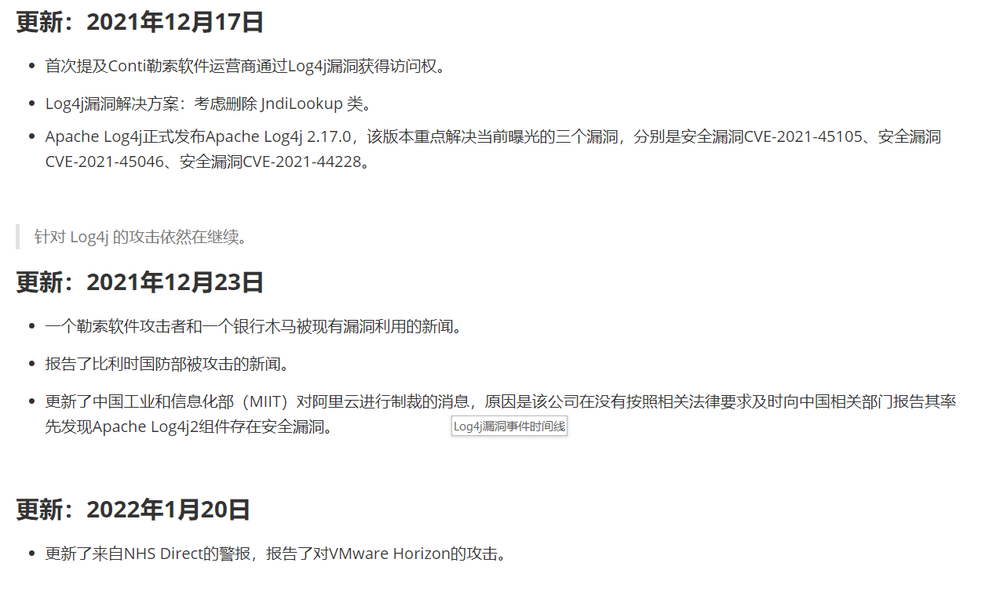 更新：2021年12月17日
首次提及Conti勒索软件运营商通过Log4j漏洞获得访问权。
Log4j漏洞解决方案：考虑删除 JndiLookup 类。
Apache Log4j正式发布Apache Log4j 2.17.0，该版本重点解决当前曝光的三个漏洞，分别是安全漏洞CVE-2021-45105、安全漏洞
CVE-2021-45046、安全漏洞CVE-2021-44228。
针对 Log4j 的攻击依然在继续。
更新：2021年12月23日
一个勒索软件攻击者和一个银行木马被现有漏洞利用的新闻。
报告了比利时国防部被攻击的新闻。
更新了中国工业和信息化部（MIIT）对阿里云进行制裁的消息，原因是该公司在没有按照相关法律要求及时向中国相关部门报告其率
先发现Apache Log4j2组件存在安全漏洞。
Log4j漏洞事件时间线
更新：2022年1月20日
更新了来自NHS Direct的警报，报告了对VMware Horizon的攻击。